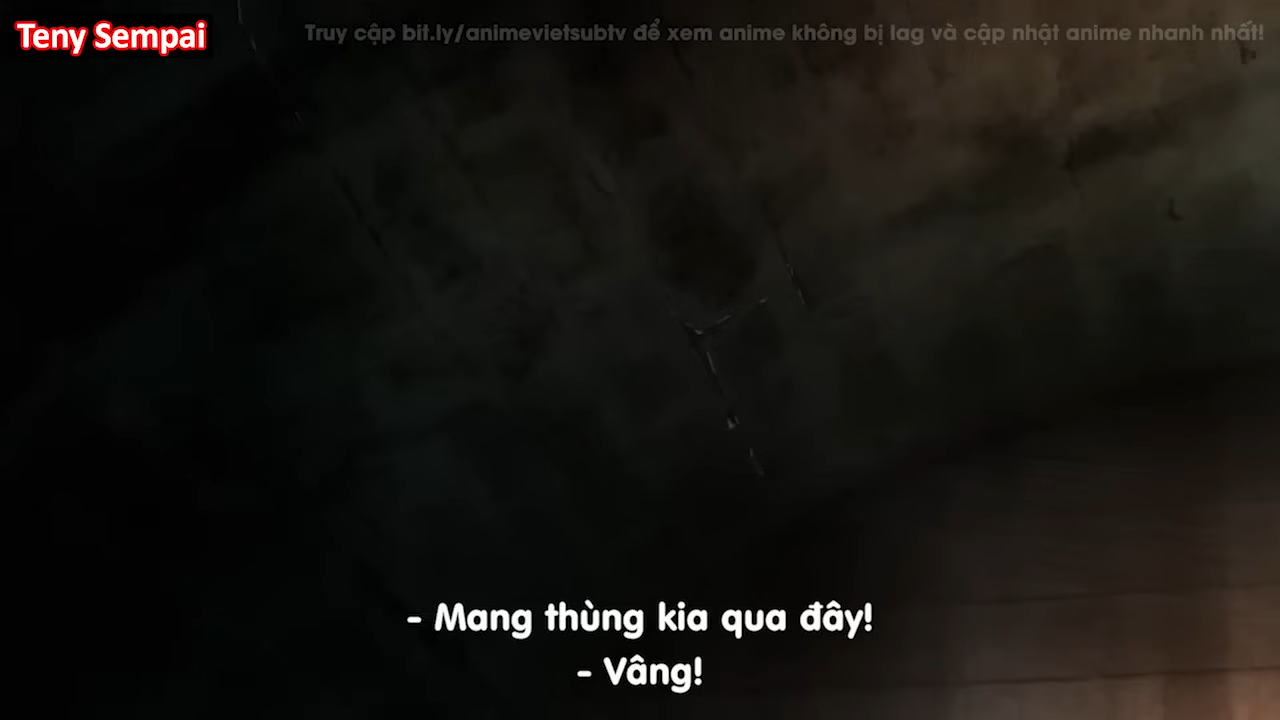 Teny Sempai
Truy cập bit.ly/animevietsubtv để xem anime không bị lag và cập nhật anime nhanh nhất!
- Mang thùng kia qua đây!
- Vâng!